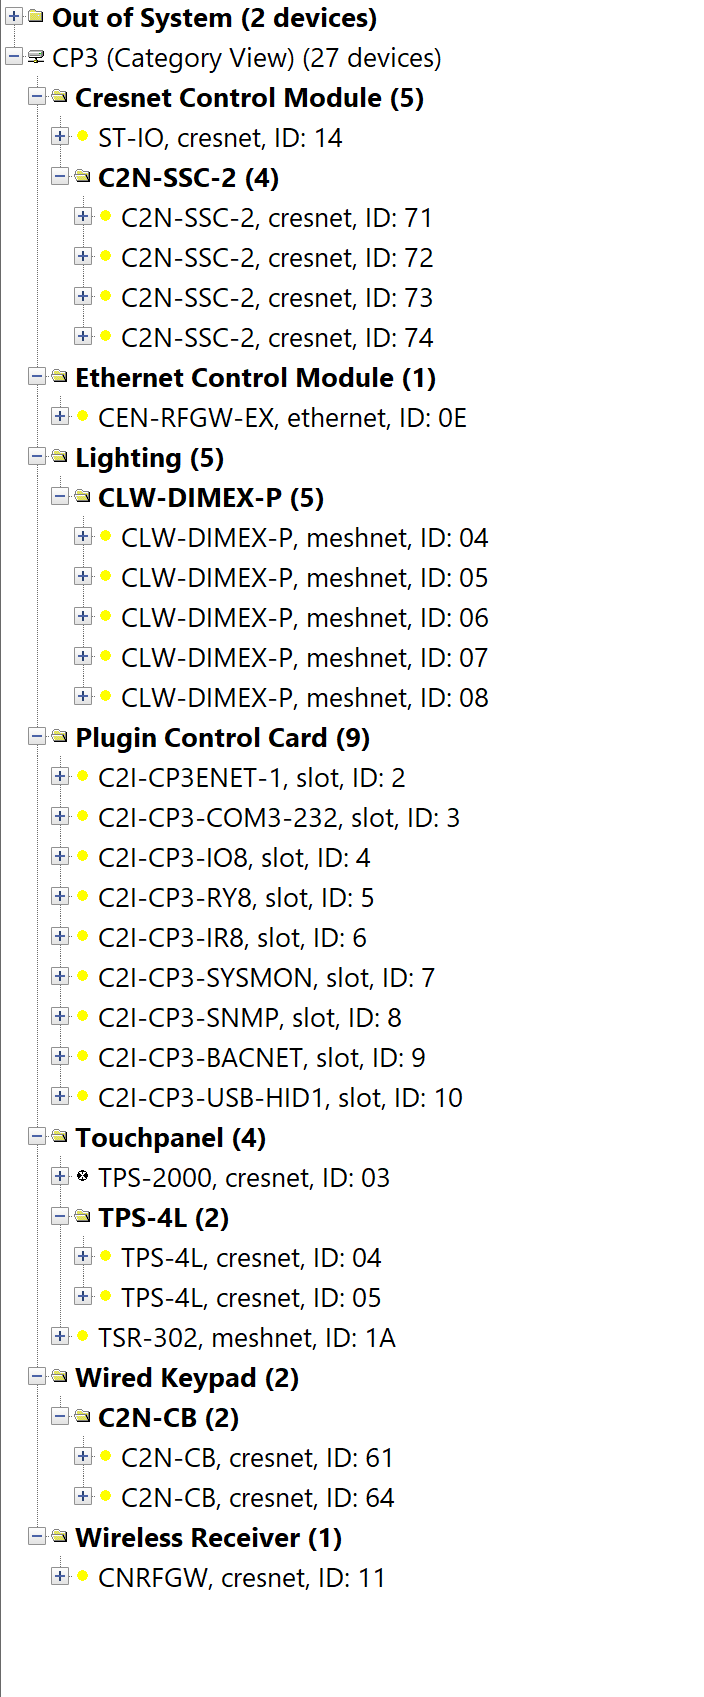 Out of System (2 devices)
CP3 (Category View) (27 devices)
Cresnet Control Module (5)
ST-IO, cresnet, ID: 14
C2N-SSC-2 (4)
C2N-SSC-2, cresnet, ID: 71
C2N-SSC-2, cresnet, ID: 72
C2N-SSC-2, cresnet, ID: 73
C2N-SSC-2, cresnet, ID: 74
Ethernet Control Module (1)
CEN-RFGW-EX, ethernet, ID: 0E
Lighting (5)
CLW-DIMEX-P (5)
CLW-DIMEX-P, meshnet, ID: 04
CLW-DIMEX-P, meshnet, ID: 05
CLW-DIMEX-P, meshnet, ID: 06
CLW-DIMEX-P, meshnet, ID: 07
CLW-DIMEX-P, meshnet, ID: 08
Plugin Control Card (9)
C2I-CP3ENET-1, slot, ID: 2
C2I-CP3-COM3-232, slot, ID: 3
C2I-CP3-IO8, slot, ID: 4
C2I-CP3-RY8, slot, ID: 5
C2I-CP3-IR8, slot, ID: 6
C2I-CP3-SYSMON, slot, ID: 7
C2I-CP3-SNMP, slot, ID: 8
C2I-CP3-BACNET, slot, ID: 9
C2I-CP3-USB-HID1, slot, ID: 10
Touchpanel (4)
TPS-2000, cresnet, ID: 03
TPS-4L (2)
TPS-4L, cresnet, ID: 04
TPS-4L, cresnet, ID: 05
TSR-302, meshnet, ID: 1A
Wired Keypad (2)
C2N-CB (2)
C2N-CB, cresnet, ID: 61
C2N-CB, cresnet, ID: 64
Wireless Receiver (1)
CNRFGW, cresnet, ID: 11